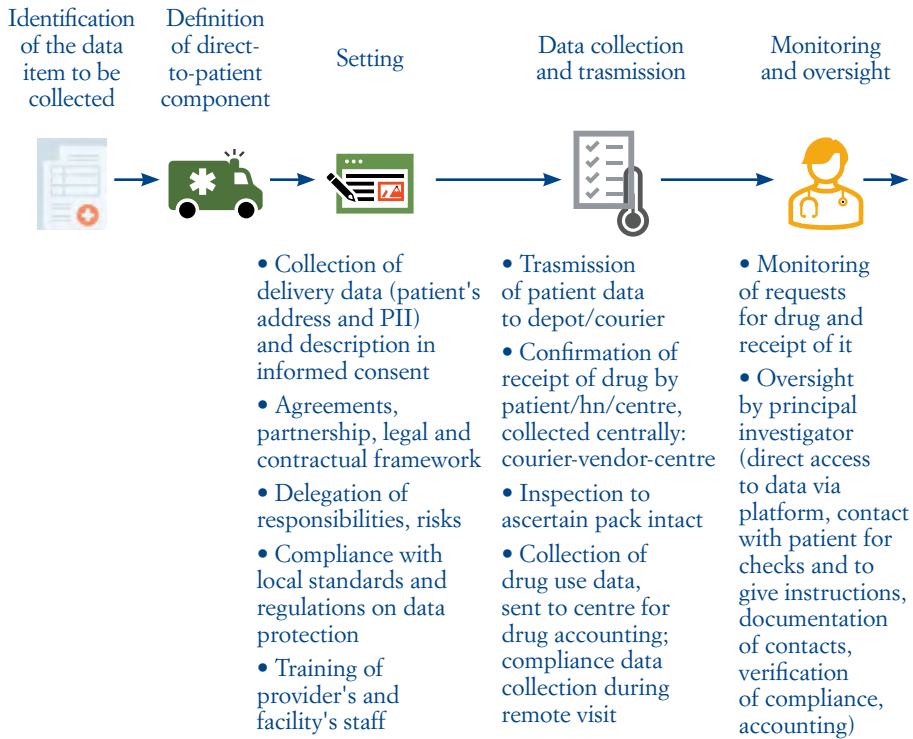 Identification
of the data
item to be
collected
Definition
of direct-
to-patient
component
Setting
Data collection
and trasmission
Monitoring
and oversight
• Collection of
delivery data (patient's
address and PII)
and description in
informed consent
• Agreements,
partnership, legal and
contractual framework
• Delegation of
responsibilities, risks
• Compliance with
local standards and
regulations on data
protection
• Training of
provider's and
facility's staff
• Trasmission
of patient data
to depot/courier
• Confirmation of
receipt of drug by
patient/hn/centre,
collected centrally:
courier-vendor-centre
• Inspection to
ascertain pack intact
• Collection of
drug use data,
sent to centre for
drug accounting;
compliance data
collection during
remote visit
• Monitoring
of requests
for drug and
receipt of it
• Oversight
by principal
investigator
(direct access
to data via
platform, contact
with patient for
checks and to
give instructions,
documentation
of contacts,
verification
of compliance,
accounting)